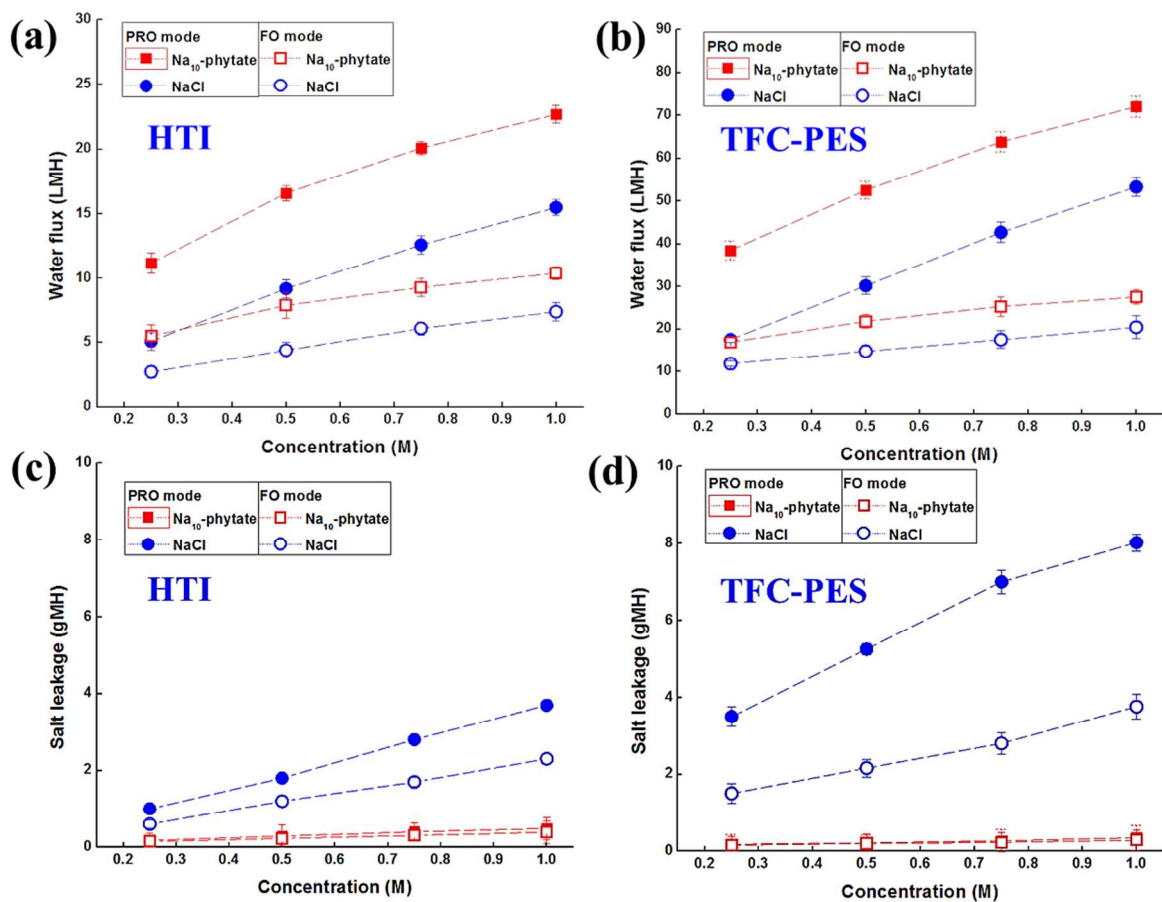 (a)
30
25
20
15
10
5
0
Water flux (LMH)
PRO mode FO mode
Na₁₀-phytate Na₁₀-phytate
NaCl NaCl
HTI
0.2 0.3 0.4 0.5 0.6 0.7 0.8 0.9 1.0
Concentration (M)
(b)
90
80
70
60
50
40
30
20
10
0
Water flux (LMH)
PRO mode FO mode
Na₁₀-phytate Na₁₀-phytate
NaCl NaCl
TFC-PES
0.2 0.3 0.4 0.5 0.6 0.7 0.8 0.9 1.0
Concentration (M)
(c)
10
8
6
4
2
0
Salt leakage (gMH)
PRO mode FO mode
Na₁₀-phytate Na₁₀-phytate
NaCl NaCl
HTI
0.2 0.3 0.4 0.5 0.6 0.7 0.8 0.9 1.0
Concentration (M)
(d)
10
8
6
4
2
0
Salt leakage (gMH)
PRO mode FO mode
Na₁₀-phytate Na₁₀-phytate
NaCl NaCl
TFC-PES
0.2 0.3 0.4 0.5 0.6 0.7 0.8 0.9 1.0
Concentration (M)